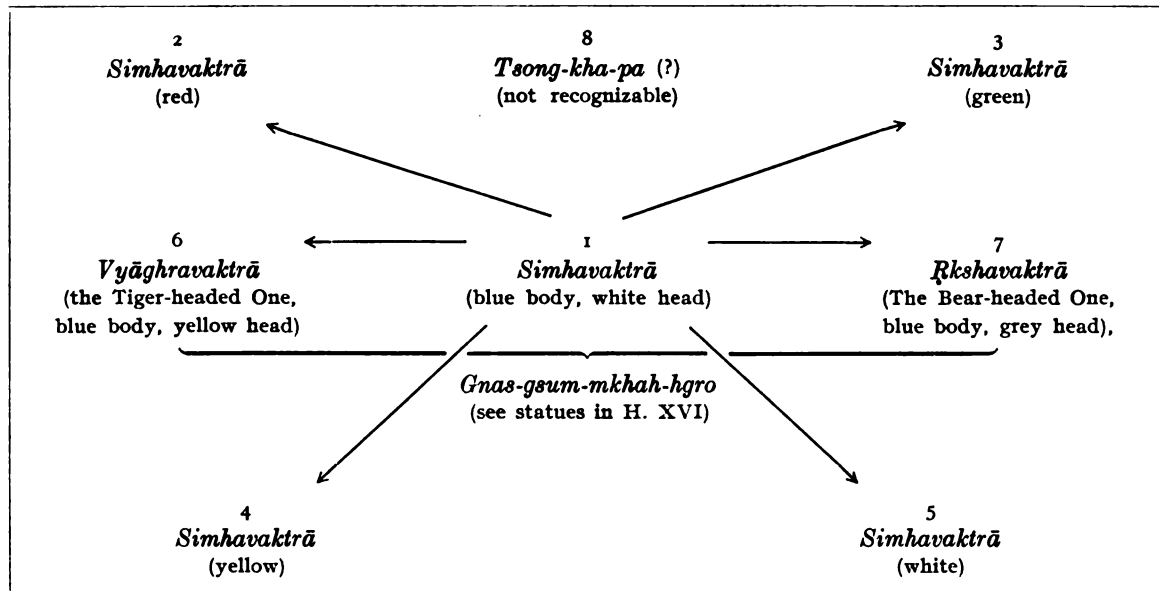 2
Simhavaktrā
(red)
8
Tsong-kha-pa (?)
(not recognizable)
3
Simhavaktrā
(green)
6
Vyāghravaktrā
(the Tiger-headed One,
blue body, yellow head)
1
Simhavaktrā
(blue body, white head)
7
Ṛkshavaktrā
(The Bear-headed One,
blue body, grey head),
Gnas-gsum-mkhah-hgro
(see statues in H. XVI)
4
Simhavaktrā
(yellow)
5
Simhavaktrā
(white)